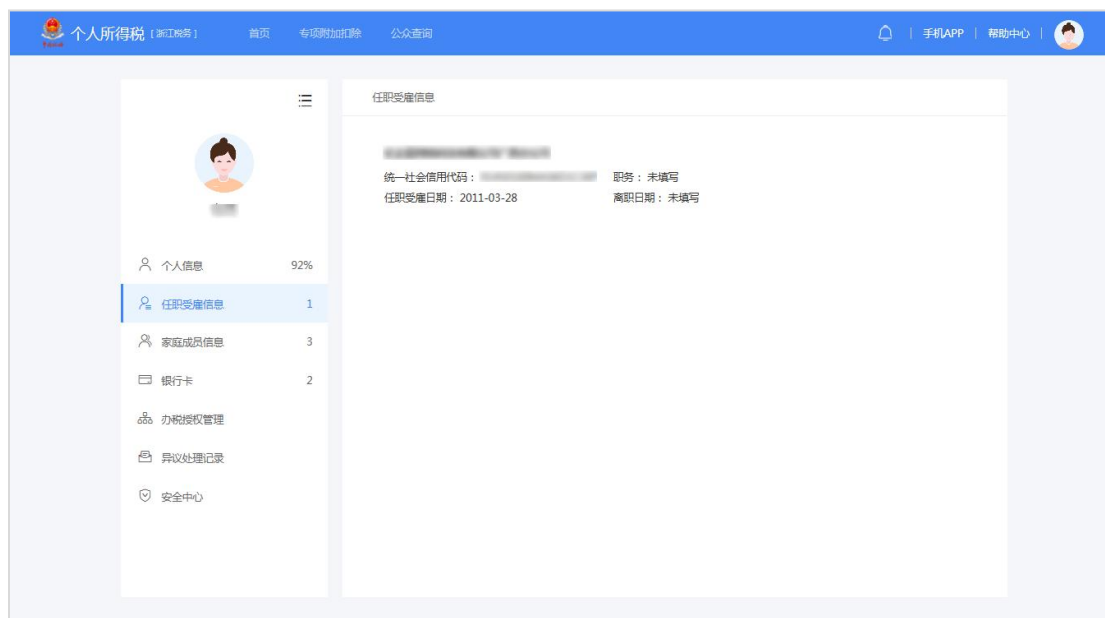 个人所得税 [ 浙江税务 ] 首页 专项附加扣除 公众查询 | 手机APP | 帮助中心 |
任职受雇信息
统一社会信用代码： 职务： 未填写
任职受雇日期： 2011-03-28 离职日期： 未填写
个人信息 92%
任职受雇信息 1
家庭成员信息 3
银行卡 2
办税授权管理
异议处理记录
安全中心